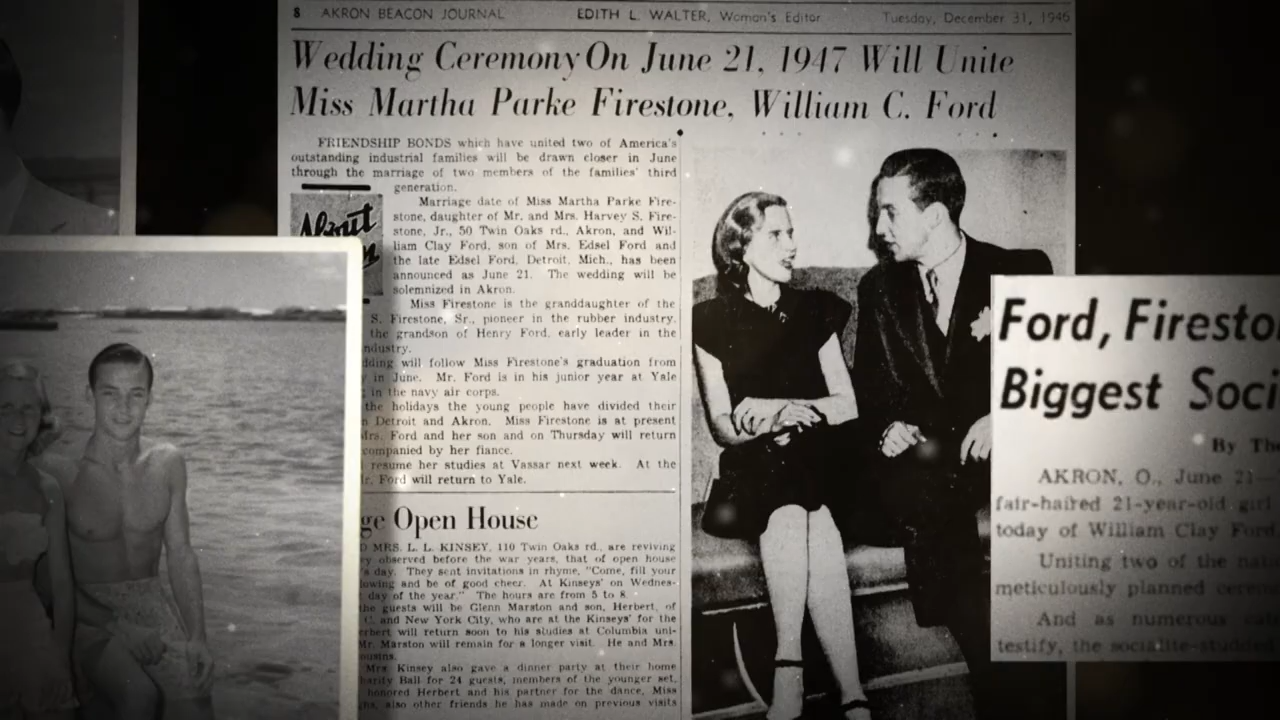 8 AKRON BEACON JOURNAL EDITH L. WALTER, Woman's Editor Tuesday, December 31, 1946
Wedding Ceremony On June 21, 1947 Will Unite
Miss Martha Parke Firestone, William C. Ford
FRIENDSHIP BONDS which have united two of America's
outstanding industrial families will be drawn closer in June
through the marriage of two members of the families' third
generation.
About
Marriage date of Miss Martha Parke Fire-
stone, daughter of Mr. and Mrs. Harvey S. Fire-
stone, Jr., 50 Twin Oaks rd., Akron, and Wil-
liam Clay Ford, son of Mrs. Edsel Ford and
the late Edsel Ford, Detroit, Mich., has been
announced as June 21. The wedding will be
solemnized in Akron.
Miss Firestone is the granddaughter of the
S. Firestone, Sr., pioneer in the rubber industry.
the grandson of Henry Ford, early leader in the
ndustry.
dding will follow Miss Firestone's graduation from
in June. Mr. Ford is in his junior year at Yale
in the navy air corps.
the holidays the young people have divided their
n Detroit and Akron. Miss Firestone is at present
Mrs. Ford and her son and on Thursday will return
companied by her fiance.
resume her studies at Vassar next week. At the
r. Ford will return to Yale.
ge Open House
MRS. L. L. KINSEY, 110 Twin Oaks rd., are reviving
observed before the war years, that of open house
's day. They sent invitations in rhyme, "Come, fill your
lowing and be of good cheer. At Kinseys' on Wednes-
day of the year." The hours are from 5 to 8.
the guests will be Glenn Marston and son, Herbert, of
C. and New York City, who are at the Kinseys' for the
erbert will return soon to his studies at Columbia uni-
Mr. Marston will remain for a longer visit. He and Mrs.
ousins.
Mrs. Kinsey also gave a dinner party at their home
harity Ball for 24 guests, members of the younger set,
honored Herbert and his partner for the dance, Miss
also other friends he has made on previous visits
Ford, Firesto
Biggest Soci
By Th
AKRON, O., June 21—
fair-haired 21-year-old girl
today of William Clay Ford
Uniting two of the nat
meticulously planned cerem
And as numerous
testify, the socialite-studded